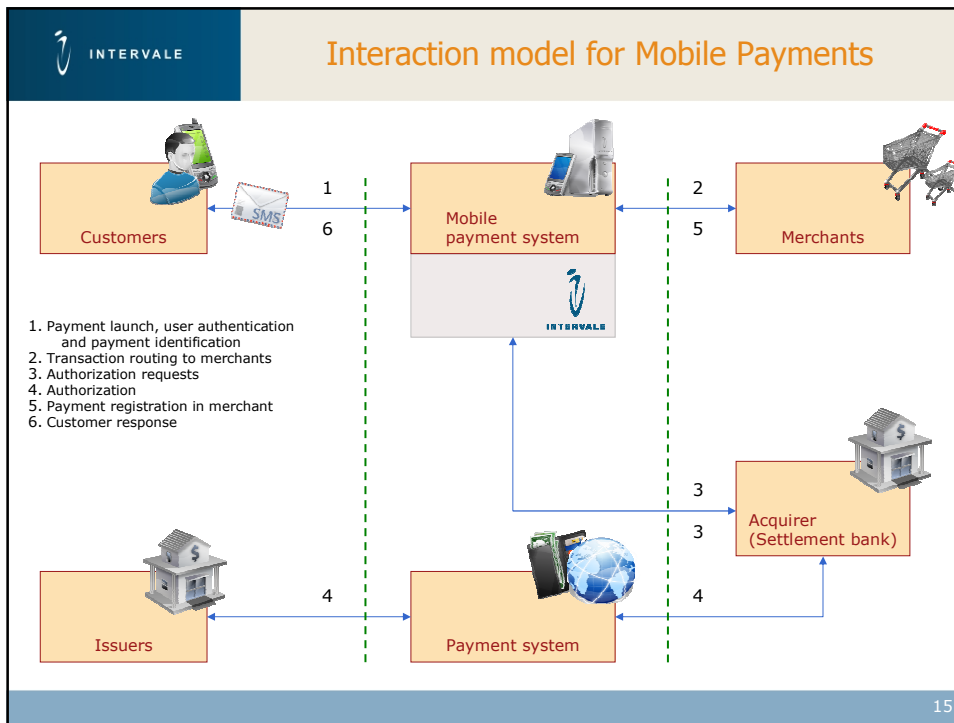 INTERVALE
Interaction model for Mobile Payments
Customers
SMS
1
6
Mobile
payment system
2
5
Merchants
INTERVALE
1. Payment launch, user authentication
and payment identification
2. Transaction routing to merchants
3. Authorization requests
4. Authorization
5. Payment registration in merchant
6. Customer response
3
3
$
Acquirer
(Settlement bank)
$
Issuers
4
Payment system
4
15